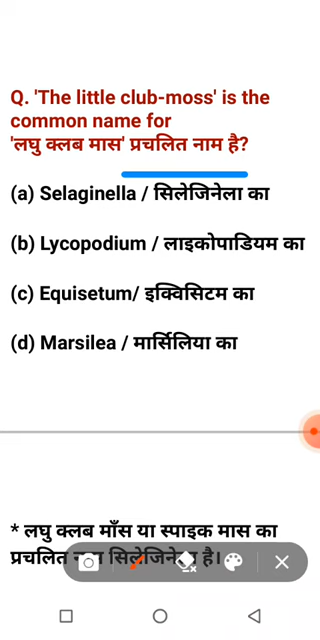 Q. 'The little club-moss' is the
common name for
'लघु क्लब मास' प्रचलित नाम है?
(a) Selaginella / सिलेजिनेला का
(b) Lycopodium / लाइकोपाडियम का
(c) Equisetum/ इक्विसिटम का
(d) Marsilea / मार्सिलिया का
* लघु क्लब माँस या स्पाइक मास का
प्रचलित सिलेजिनेला है।